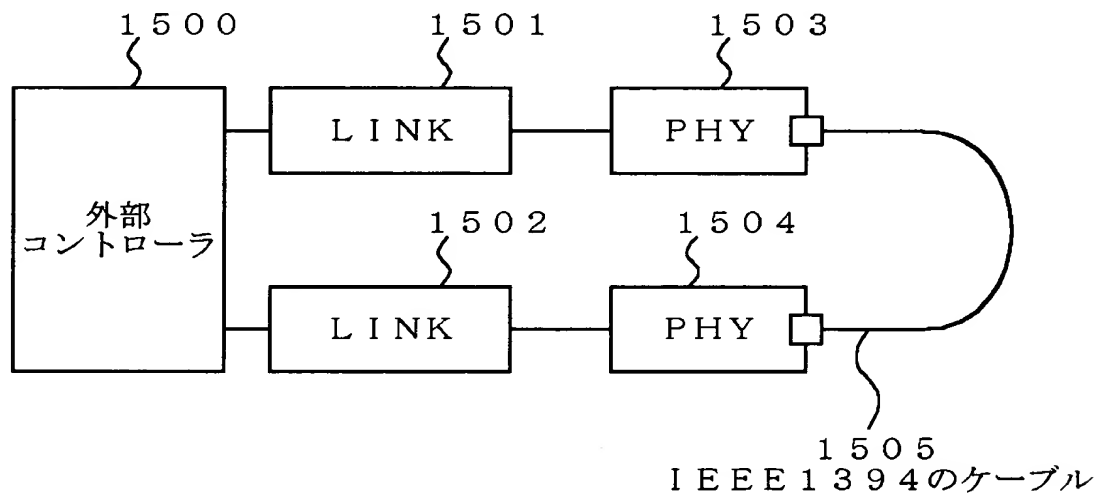 １５００
１５０１
１５０３
ＬＩＮＫ
ＰＨＹ
外部
コントローラ
１５０２
１５０４
ＬＩＮＫ
ＰＨＹ
１５０５
ＩＥＥＥ１３９４のケーブル